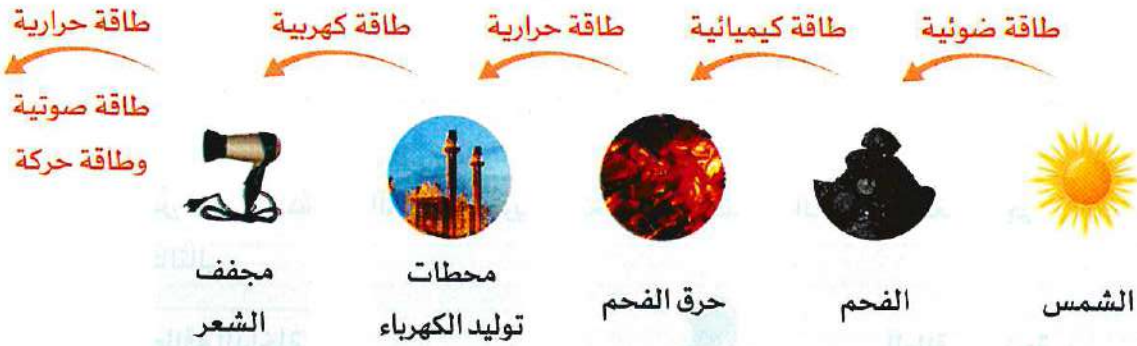 طاقة ضوئية
طاقة كيميائية
طاقة حرارية
طاقة كهربية
طاقة حرارية
طاقة صوتية
وطاقة حركة
الشمس
الفحم
حرق الفحم
محطات
توليد الكهرباء
مجفف
الشعر